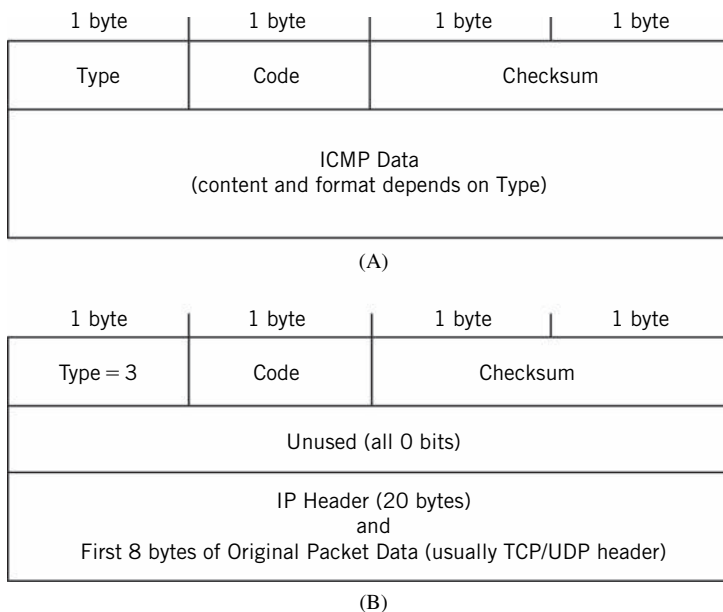 1 byte 1 byte 1 byte 1 byte
Type Code Checksum
ICMP Data
(content and format depends on Type)
(A)
1 byte 1 byte 1 byte 1 byte
Type = 3 Code Checksum
Unused (all 0 bits)
IP Header (20 bytes)
and
First 8 bytes of Original Packet Data (usually TCP/UDP header)
(B)